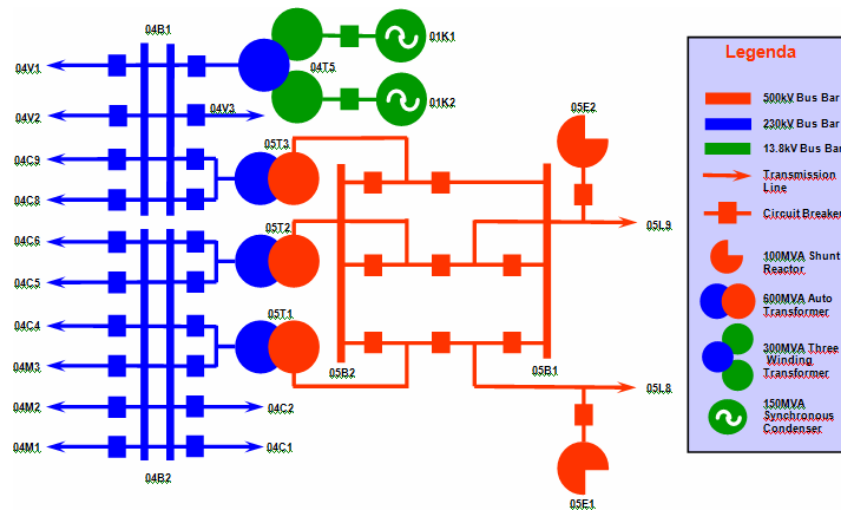 04B1
01K1
04V1
04T5
04V2
04V3
01K2
05E2
04C9
05T3
04C8
05L9
04C6
05T2
04C5
04C4
05T1
04M3
05B2
05B1
05L8
04M2
04C2
04M1
04C1
04B2
05E1
Legenda
500kV Bus Bar
230kV Bus Bar
13.8kV Bus Bar
Transmission
Line
Circuit Breaker
100MVA Shunt
Reactor
600MVA Auto
Transformer
300MVA Three
Winding
Transformer
150MVA
Synchronous
Condenser